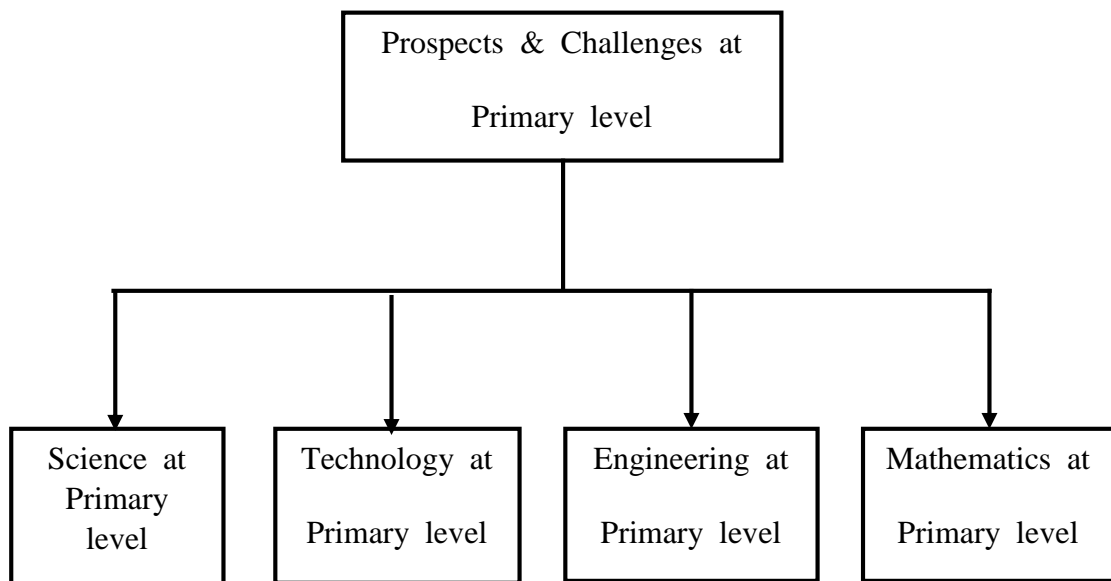 Prospects & Challenges at
Primary level
Science at
Primary
level
Technology at
Primary level
Engineering at
Primary level
Mathematics at
Primary level